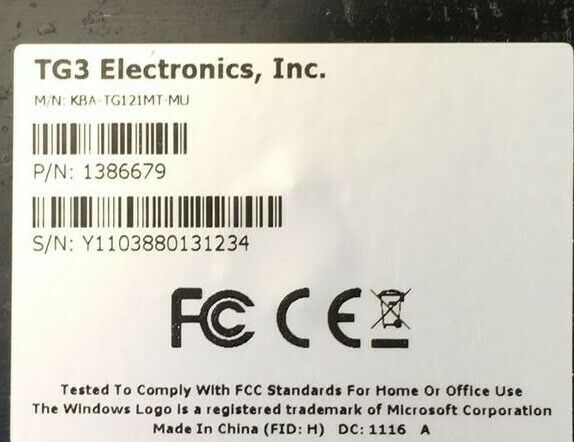 TG3 Electronics, Inc.
M/N: KBA-TG121MT-MU
P/N: 1386679
S/N: Y1103880131234
FC CE
Tested To Comply With FCC Standards For Home Or Office Use
The Windows Logo is a registered trademark of Microsoft Corporation
Made In China (FID: H) DC: 1116 A